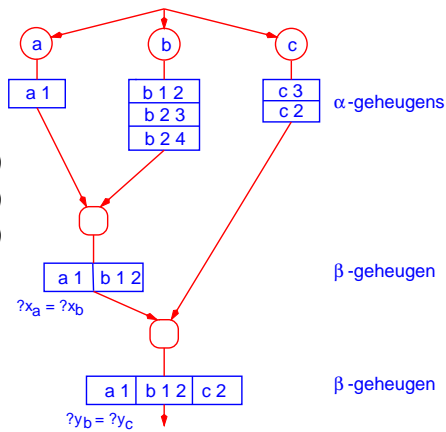 a b c
a 1
b 1 2
b 2 3
b 2 4
c 3
c 2
α-geheugens
a 1 b 1 2
β-geheugen
?xa = ?xb
a 1 b 1 2 c 2
β-geheugen
?yb = ?yc